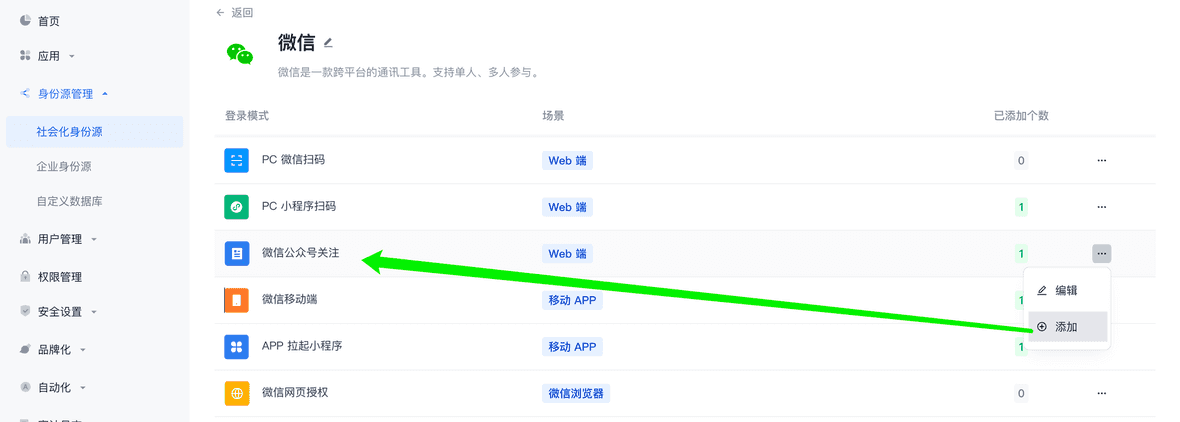 首页
应用
身份源管理
社会化身份源
企业身份源
自定义数据库
用户管理
权限管理
安全设置
品牌化
自动化
返回
微信
微信是一款跨平台的通讯工具。支持单人、多人参与。
登录模式 场景 已添加个数
PC 微信扫码 Web 端 0
PC 小程序扫码 Web 端 1
微信公众号关注 Web 端 1
编辑
微信移动端 移动 APP 1
添加
APP 拉起小程序 移动 APP 1
微信网页授权 微信浏览器 0